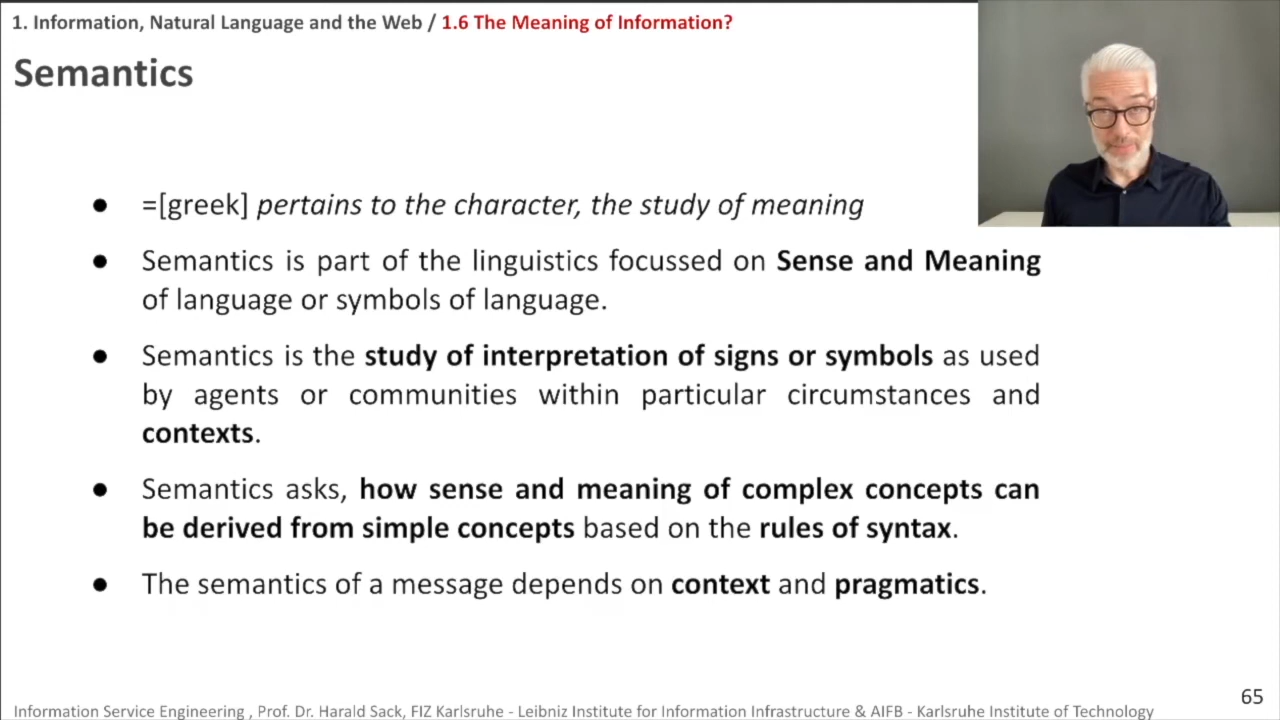 1. Information, Natural Language and the Web / 1.6 The Meaning of Information?
Semantics
● =[greek] pertains to the character, the study of meaning
● Semantics is part of the linguistics focussed on Sense and Meaning
of language or symbols of language.
● Semantics is the study of interpretation of signs or symbols as used
by agents or communities within particular circumstances and
contexts.
● Semantics asks, how sense and meaning of complex concepts can
be derived from simple concepts based on the rules of syntax.
● The semantics of a message depends on context and pragmatics.
65
Information Service Engineering , Prof. Dr. Harald Sack, FIZ Karlsruhe - Leibniz Institute for Information Infrastructure & AIFB - Karlsruhe Institute of Technology